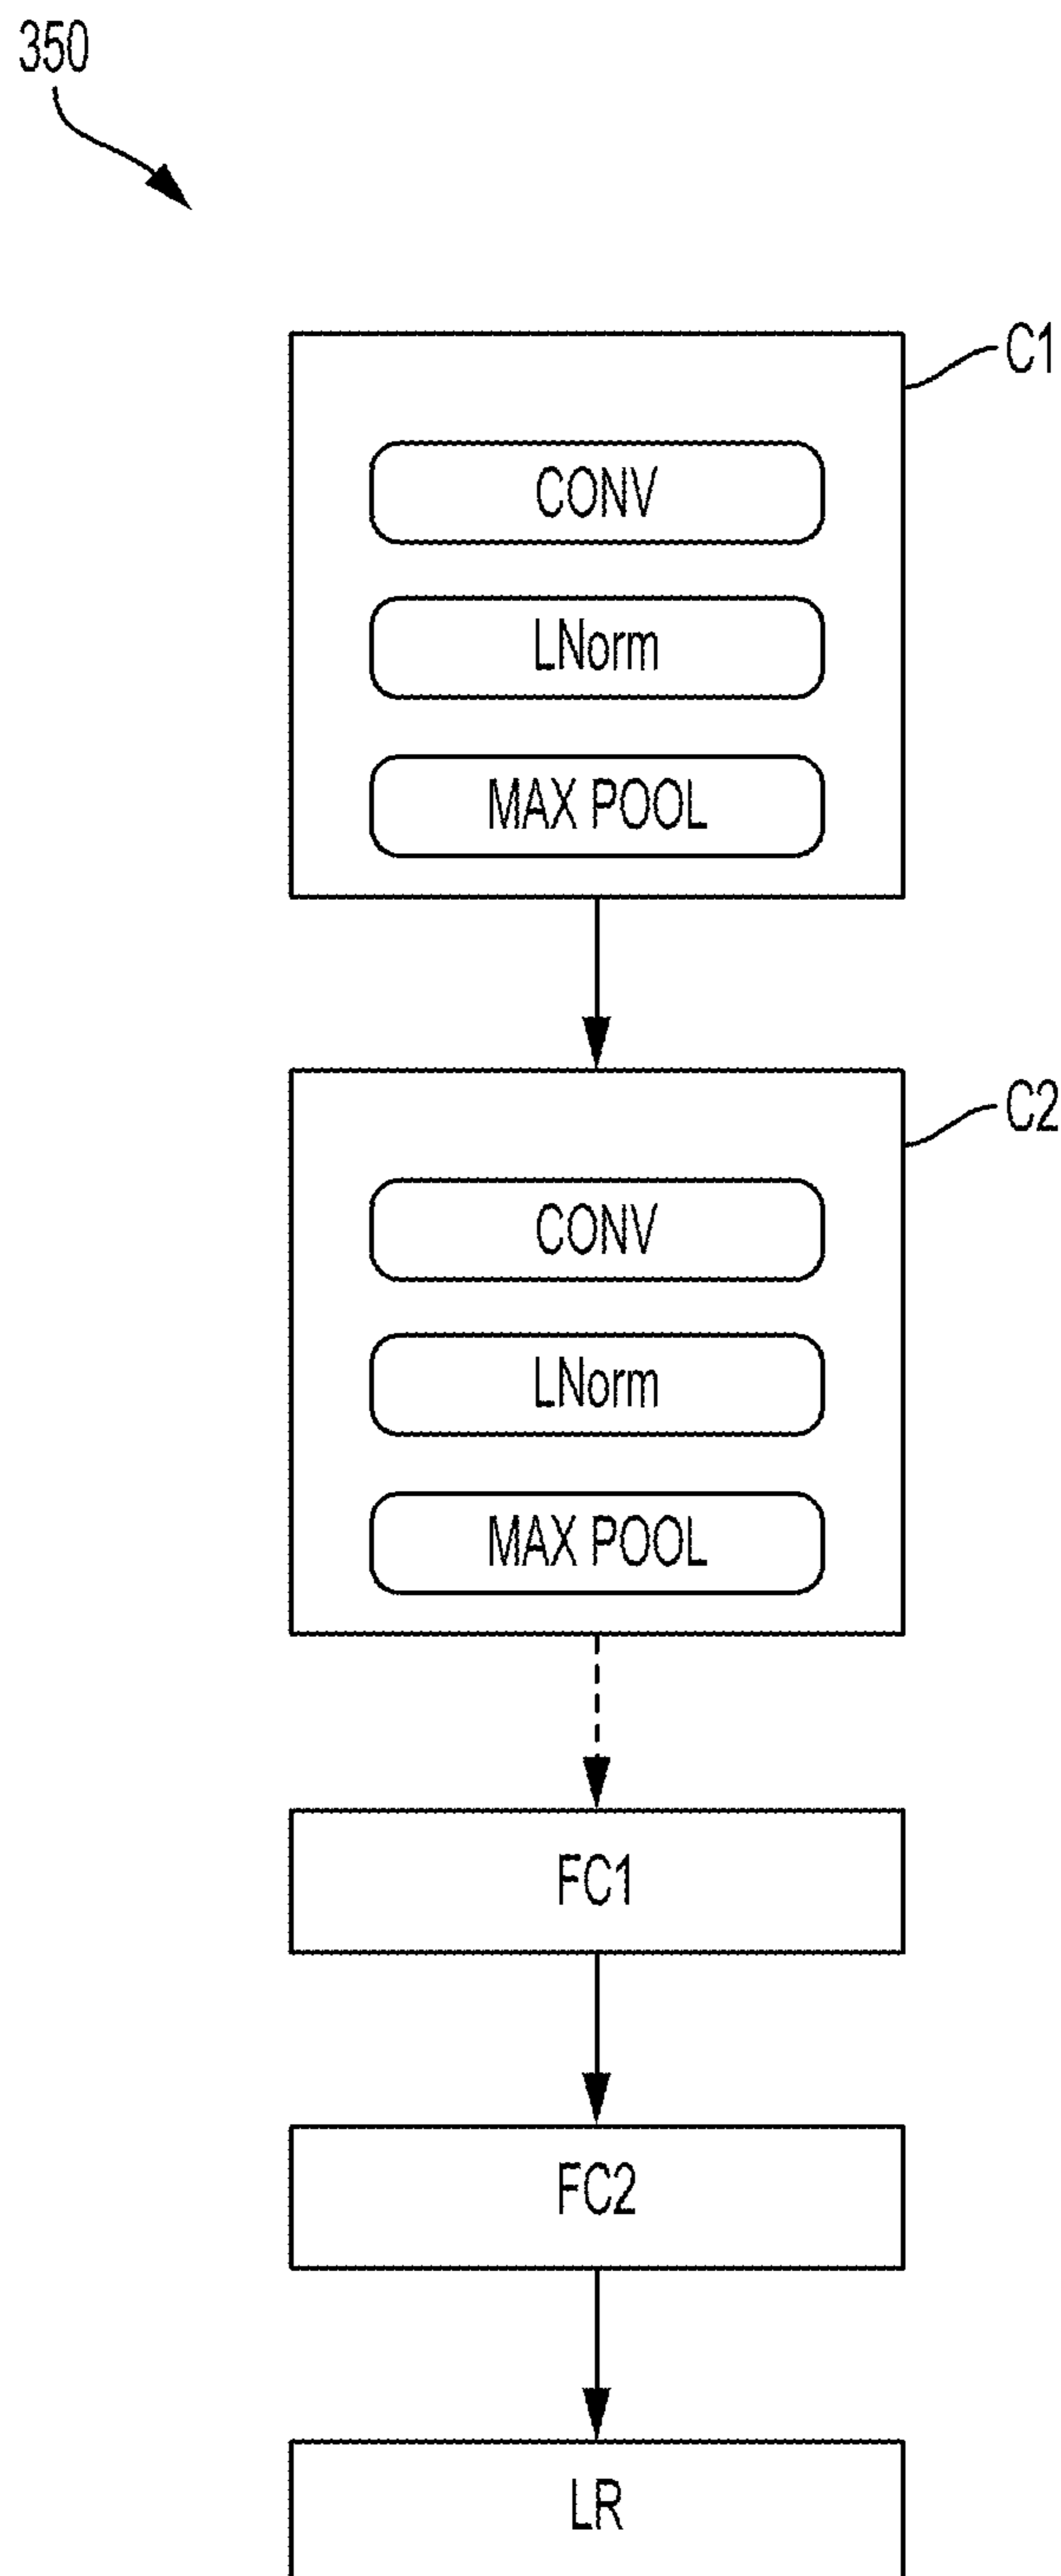 350
C1
CONV
LNorm
MAX POOL
C2
CONV
LNorm
MAX POOL
FC1
FC2
LR